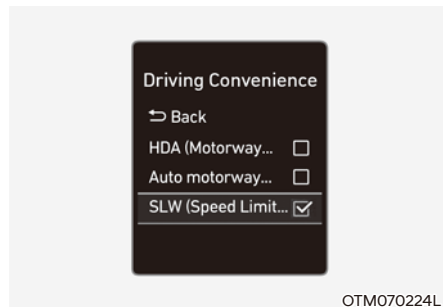 Driving Convenience
⮌ Back
HDA (Motorway...
Auto motorway...
SLW (Speed Limit...
OTM070224L